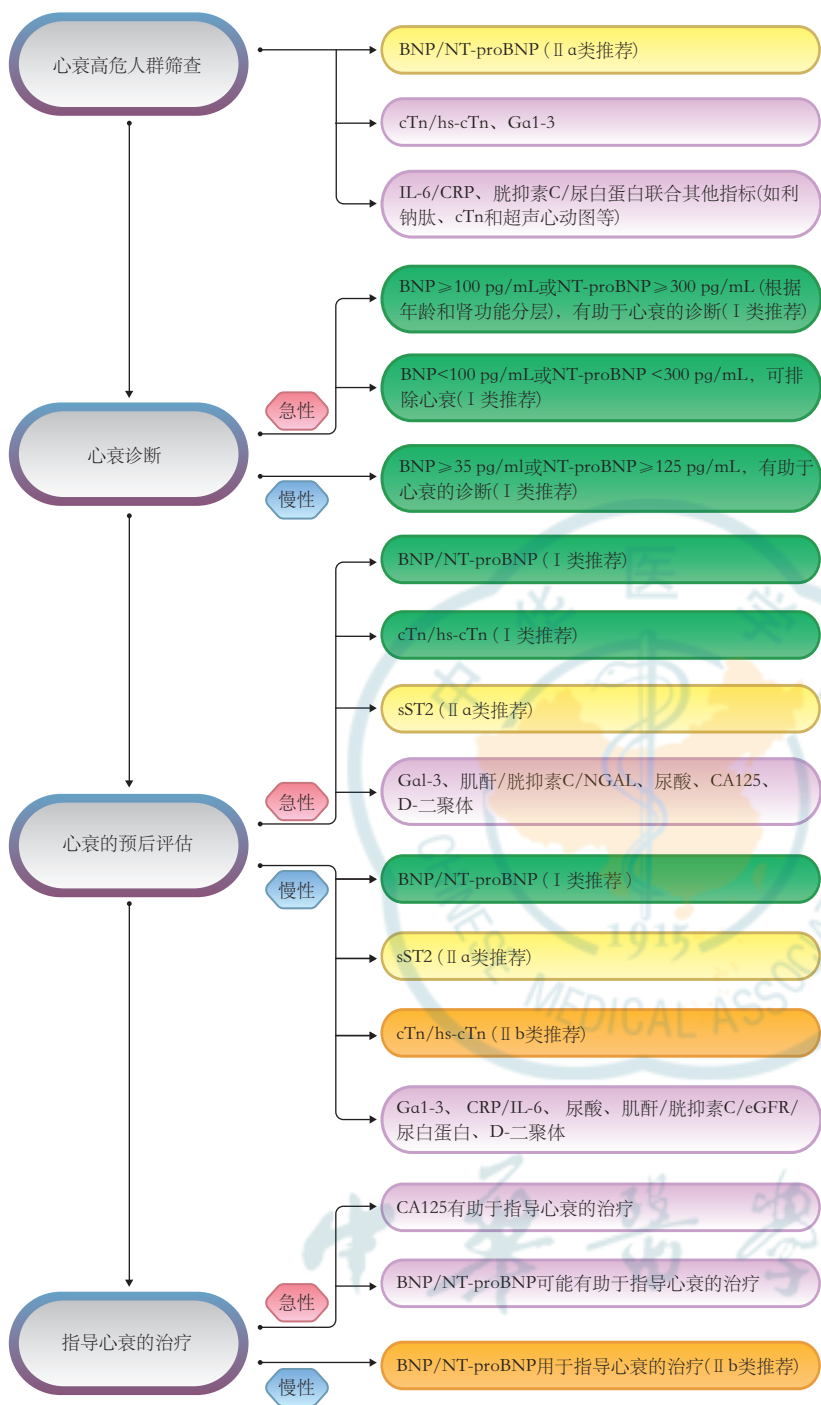 心衰高危人群筛查
BNP/NT-proBNP (Ⅱa类推荐)
cTn/hs-cTn、Ga1-3
IL-6/CRP、胱抑素C/尿白蛋白联合其他指标(如利
钠肽、cTn和超声心动图等)
心衰诊断
急性
BNP≥100 pg/mL或NT-proBNP≥300 pg/mL (根据
年龄和肾功能分层)，有助于心衰的诊断(Ⅰ类推荐)
BNP<100 pg/mL或NT-proBNP <300 pg/mL，可排
除心衰(Ⅰ类推荐)
慢性
BNP≥35 pg/ml或NT-proBNP≥125 pg/mL，有助于
心衰的诊断(Ⅰ类推荐)
心衰的预后评估
急性
BNP/NT-proBNP (Ⅰ类推荐)
cTn/hs-cTn (Ⅰ类推荐)
sST2 (Ⅱa类推荐)
Gal-3、肌酐/胱抑素C/NGAL、尿酸、CA125、
D-二聚体
慢性
BNP/NT-proBNP (Ⅰ类推荐)
sST2 (Ⅱa类推荐)
cTn/hs-cTn (Ⅱb类推荐)
Ga1-3、 CRP/IL-6、 尿酸、肌酐/胱抑素C/eGFR/
尿白蛋白、D-二聚体
指导心衰的治疗
急性
CA125有助于指导心衰的治疗
BNP/NT-proBNP可能有助于指导心衰的治疗
慢性
BNP/NT-proBNP用于指导心衰的治疗(Ⅱb类推荐)
中华医学
CHINESE MEDICAL ASSOC
1915
中華醫學